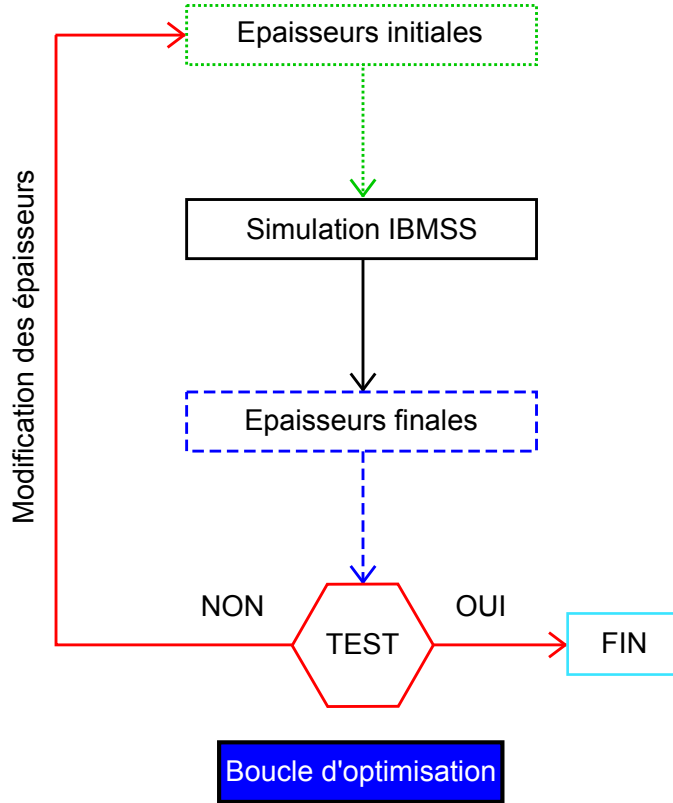 Epaisseurs initiales
Modification des épaisseurs
Simulation IBMSS
Epaisseurs finales
NON
OUI
TEST
FIN
Boucle d'optimisation